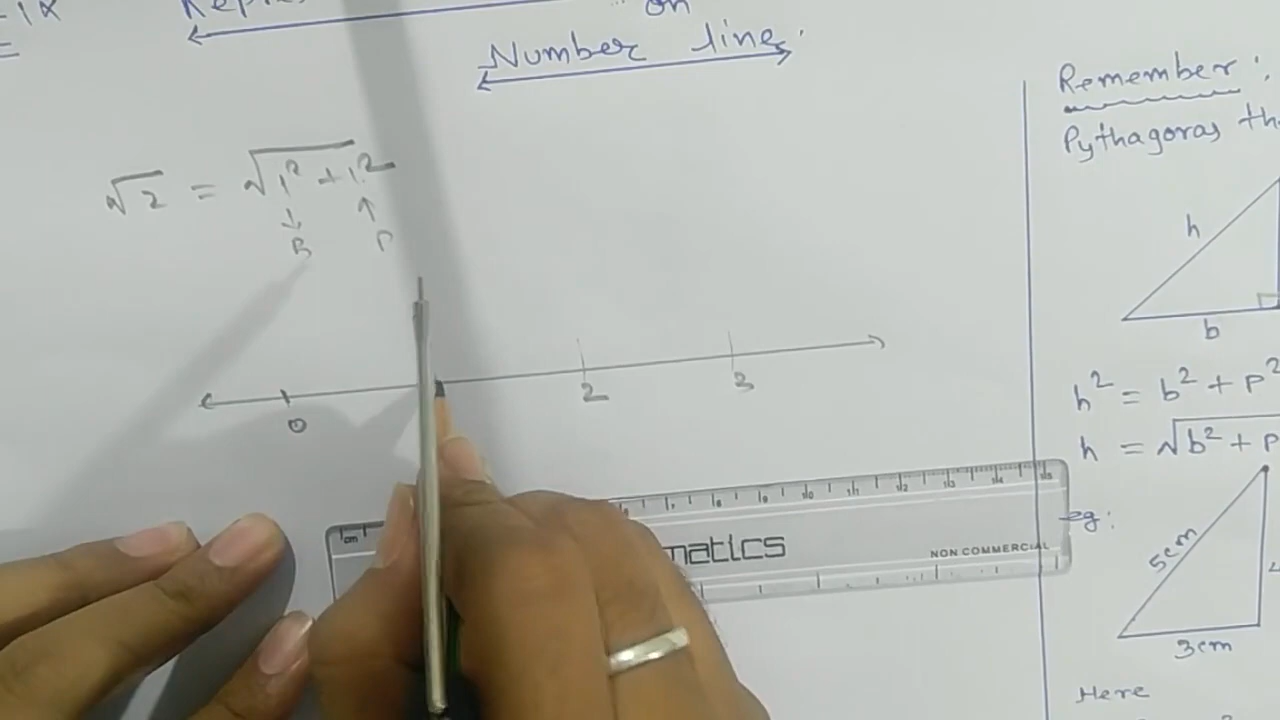 -IX
on
Number line.
Remember:
Pythagoras
√2 = √1² + 1²
B P
h
b
0 2 3
h² = b² + p²
h = √b² + p
cm
matics
NON COMMERCIAL
eg:
5cm
3cm
Here